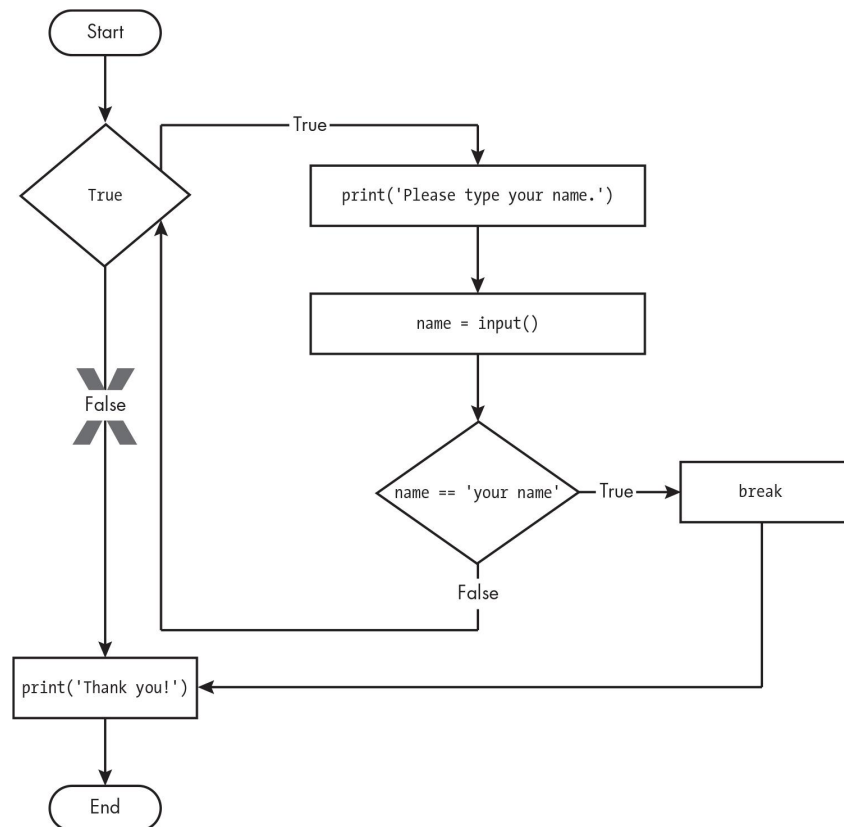 Start
True
True
print('Please type your name.')
name = input()
False
name == 'your name'
True
break
False
print('Thank you!')
End